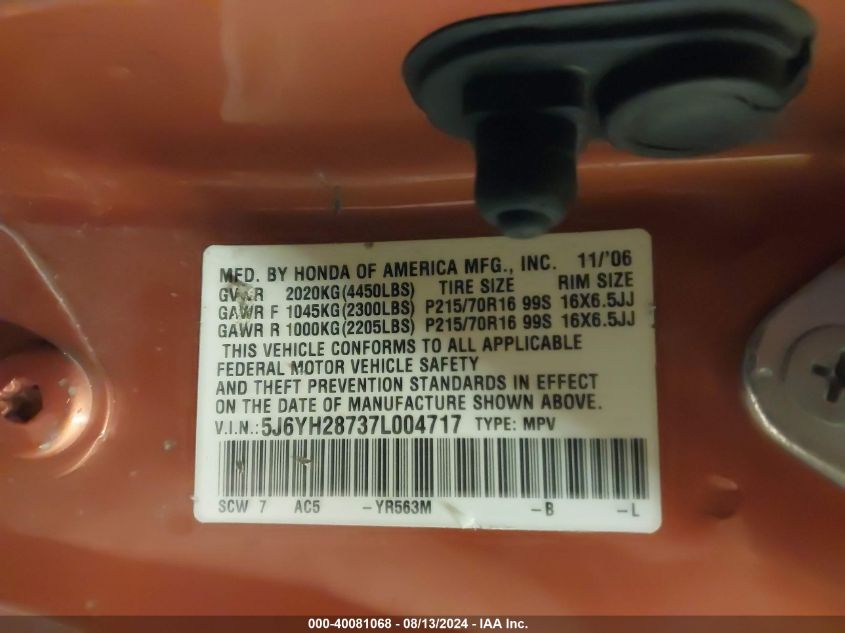 MFD. BY HONDA OF AMERICA MFG., INC. 11/'06
GVWR 2020KG(4450LBS) TIRE SIZE RIM SIZE
GAWR F 1045KG(2300LBS) P215/70R16 99S 16X6.5JJ
GAWR R 1000KG(2205LBS) P215/70R16 99S 16X6.5JJ
THIS VEHICLE CONFORMS TO ALL APPLICABLE
FEDERAL MOTOR VEHICLE SAFETY
AND THEFT PREVENTION STANDARDS IN EFFECT
ON THE DATE OF MANUFACTURE SHOWN ABOVE.
V.I.N.:5J6YH28737L004717 TYPE: MPV
SCW 7 AC5 -YR563M -B -L
000-40081068 - 08/13/2024 - IAA Inc.